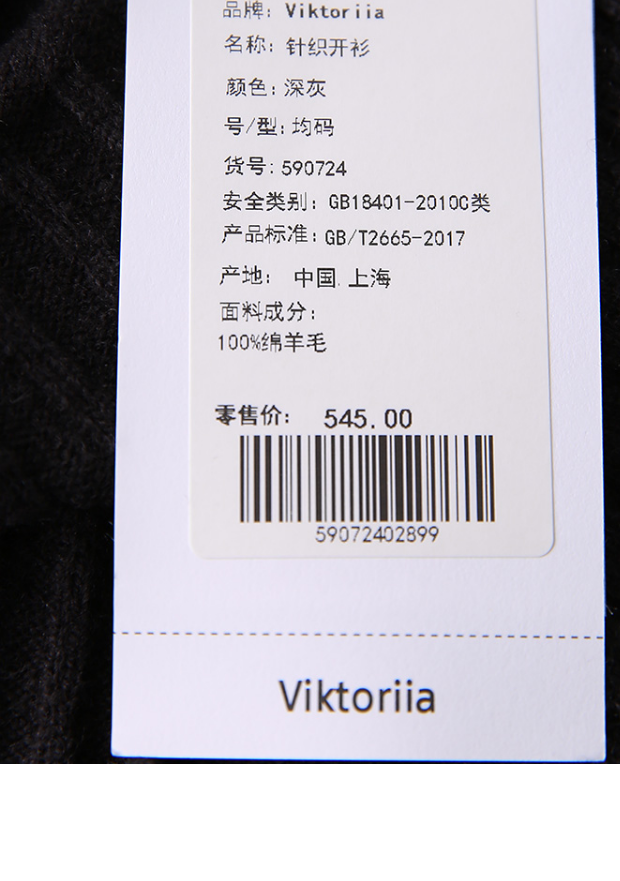 品牌: Viktoriia
名称: 针织开衫
颜色: 深灰
号/型: 均码
货号: 590724
安全类别: GB18401-2010C类
产品标准: GB/T2665-2017
产地: 中国 上海
面料成分:
100%绵羊毛
零售价: 545.00
59072402899
Viktoriia